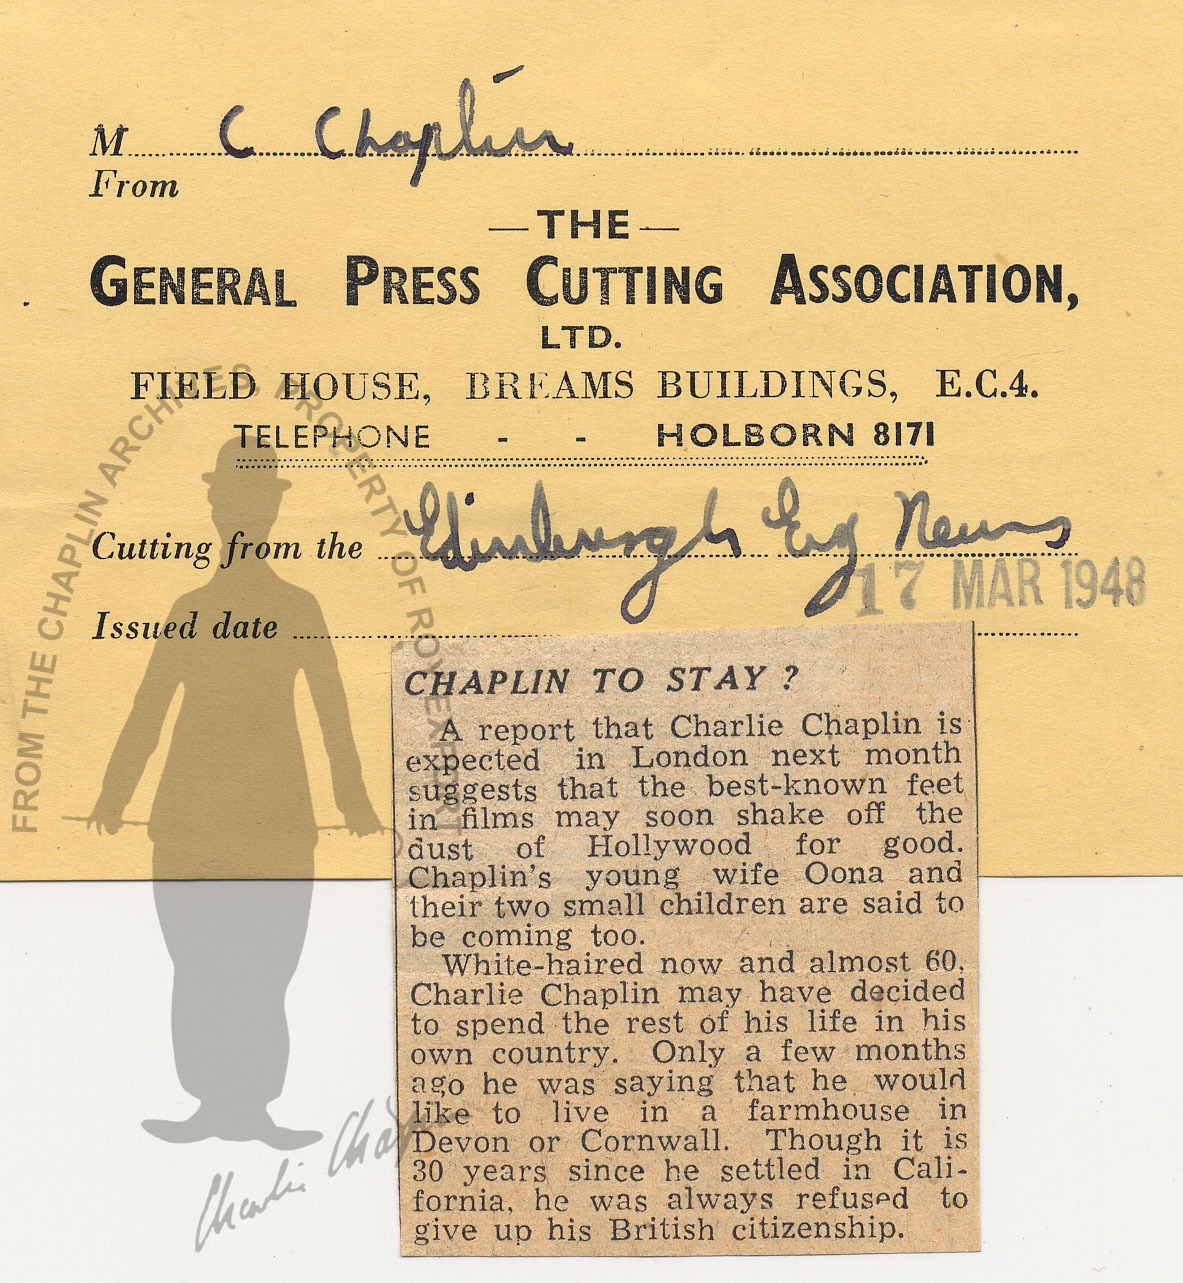 M C Chaplin
From
— THE —
GENERAL PRESS CUTTING ASSOCIATION,
LTD.
FIELD HOUSE, BREAMS BUILDINGS, E.C.4.
TELEPHONE - - HOLBORN 8171
Cutting from the Edinburgh Evg News
17 MAR 1948
Issued date
CHAPLIN TO STAY ?
A report that Charlie Chaplin is
expected in London next month
suggests that the best-known feet
in films may soon shake off the
dust of Hollywood for good.
Chaplin's young wife Oona and
their two small children are said to
be coming too.
White-haired now and almost 60,
Charlie Chaplin may have decided
to spend the rest of his life in his
own country. Only a few months
ago he was saying that he would
like to live in a farmhouse in
Devon or Cornwall. Though it is
30 years since he settled in Cali-
fornia, he was always refused to
give up his British citizenship.
FROM THE CHAPLIN ARCHIVES, PROPERTY OF ROY EXPORT
Charlie Chaplin